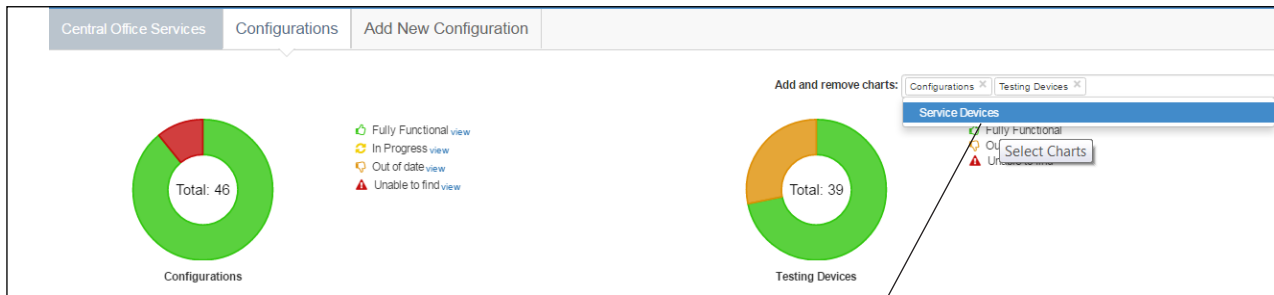 Central Office Services
Configurations
Add New Configuration
Add and remove charts:
Configurations ×
Testing Devices ×
Service Devices
Total: 46
Fully Functional view
In Progress view
Out of date view
Unable to find view
Configurations
Total: 39
Fully Functional
Select Charts
Testing Devices